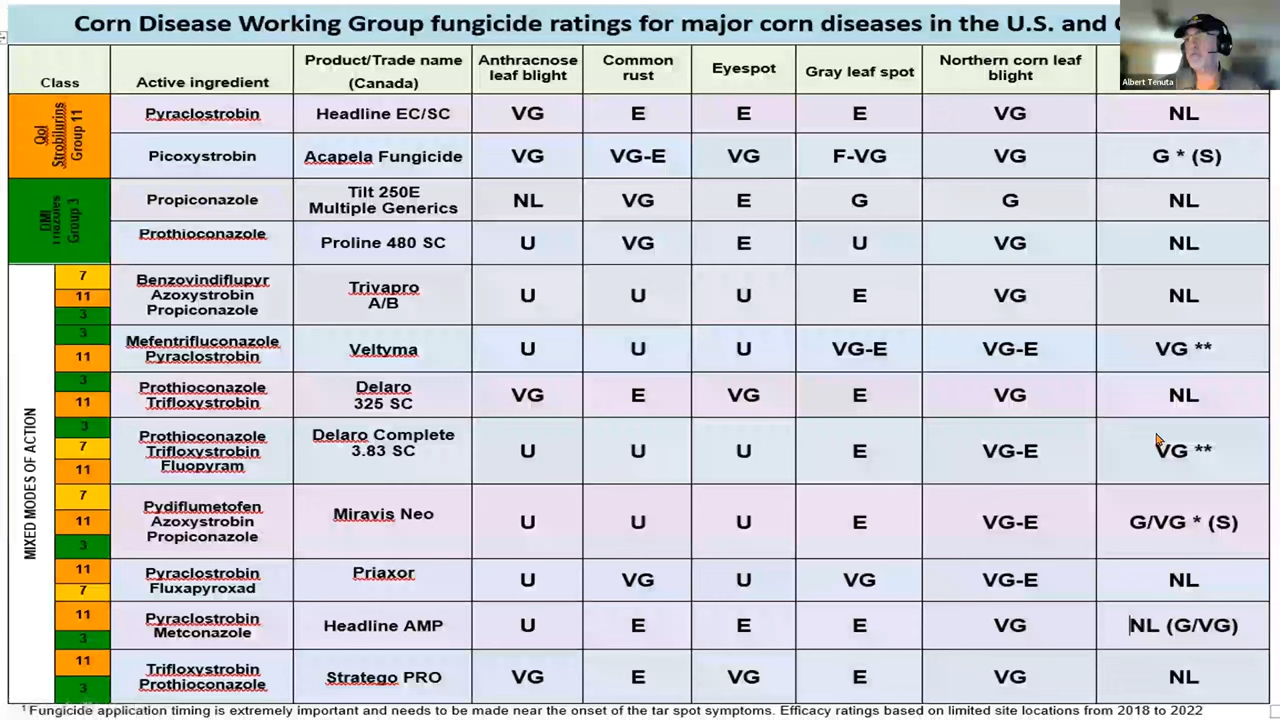 Corn Disease Working Group fungicide ratings for major corn diseases in the U.S. and
Albert Tenuta
Class
Active ingredient
Product/Trade name
(Canada)
Anthracnose
leaf blight
Common
rust
Eyespot
Gray leaf spot
Northern corn leaf
blight
QoI
Strobilurins
Group 11
Pyraclostrobin
Headline EC/SC
VG
E
E
E
VG
NL
Picoxystrobin
Acapela Fungicide
VG
VG-E
VG
F-VG
VG
G * (S)
DMI
Triazoles
Group 3
Propiconazole
Tilt 250E
Multiple Generics
NL
VG
E
G
G
NL
Prothioconazole
Proline 480 SC
U
VG
E
U
VG
NL
MIXED MODES OF ACTION
7
11
3
Benzovindiflupyr
Azoxystrobin
Propiconazole
Trivapro
A/B
U
U
U
E
VG
NL
3
11
Mefentrifluconazole
Pyraclostrobin
Veltyma
U
U
U
VG-E
VG-E
VG **
3
11
Prothioconazole
Trifloxystrobin
Delaro
325 SC
VG
E
VG
E
VG
NL
3
7
11
Prothioconazole
Trifloxystrobin
Fluopyram
Delaro Complete
3.83 SC
U
U
U
E
VG-E
VG **
7
11
3
Pydiflumetofen
Azoxystrobin
Propiconazole
Miravis Neo
U
U
U
E
VG-E
G/VG * (S)
11
7
Pyraclostrobin
Fluxapyroxad
Priaxor
U
VG
U
VG
VG-E
NL
11
3
Pyraclostrobin
Metconazole
Headline AMP
U
E
E
E
VG
NL (G/VG)
11
3
Trifloxystrobin
Prothioconazole
Stratego PRO
VG
E
VG
E
VG
NL
¹ Fungicide application timing is extremely important and needs to be made near the onset of the tar spot symptoms. Efficacy ratings based on limited site locations from 2018 to 2022